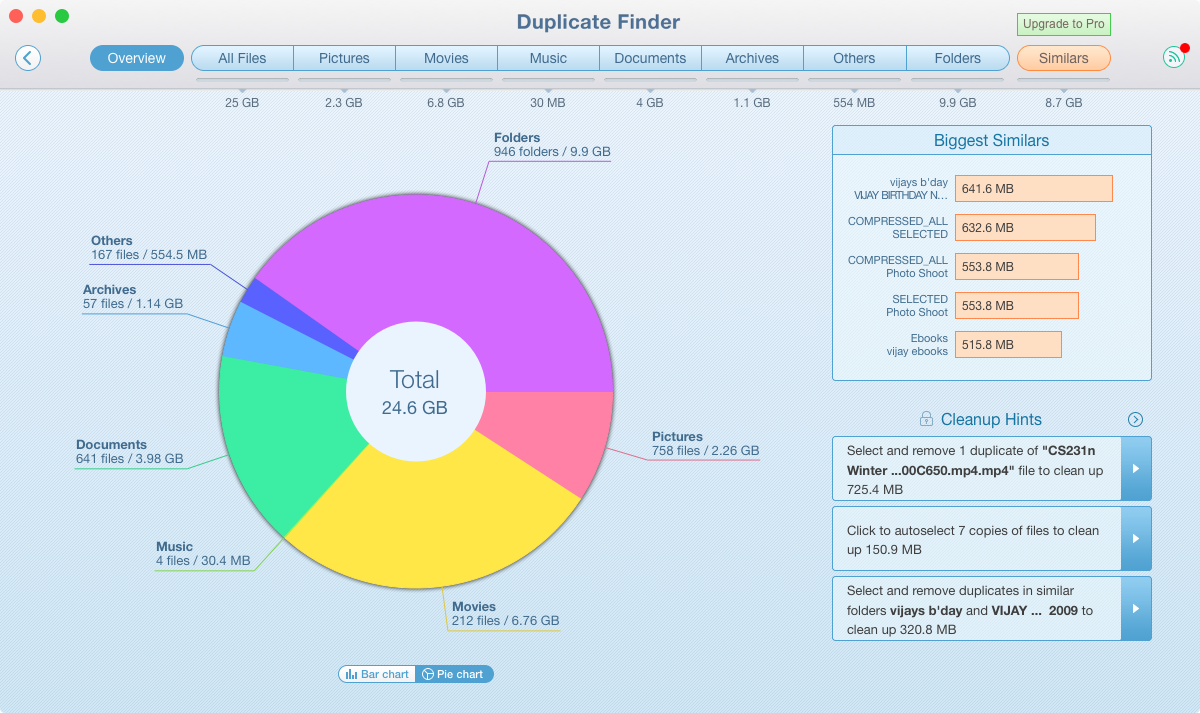 Duplicate Finder
Upgrade to Pro
Overview
All Files
Pictures
Movies
Music
Documents
Archives
Others
Folders
Similars
25 GB
2.3 GB
6.8 GB
30 MB
4 GB
1.1 GB
554 MB
9.9 GB
8.7 GB
Folders
946 folders / 9.9 GB
Others
167 files / 554.5 MB
Archives
57 files / 1.14 GB
Total
24.6 GB
Pictures
758 files / 2.26 GB
Documents
641 files / 3.98 GB
Music
4 files / 30.4 MB
Movies
212 files / 6.76 GB
Bar chart
Pie chart
Biggest Similars
vijays b'day
VIJAY BIRTHDAY N...
641.6 MB
COMPRESSED_ALL
SELECTED
632.6 MB
COMPRESSED_ALL
Photo Shoot
553.8 MB
SELECTED
Photo Shoot
553.8 MB
Ebooks
vijay ebooks
515.8 MB
Cleanup Hints
Select and remove 1 duplicate of "CS231n
Winter ...00C650.mp4.mp4" file to clean up
725.4 MB
Click to autoselect 7 copies of files to clean
up 150.9 MB
Select and remove duplicates in similar
folders vijays b'day and VIJAY ... 2009 to
clean up 320.8 MB